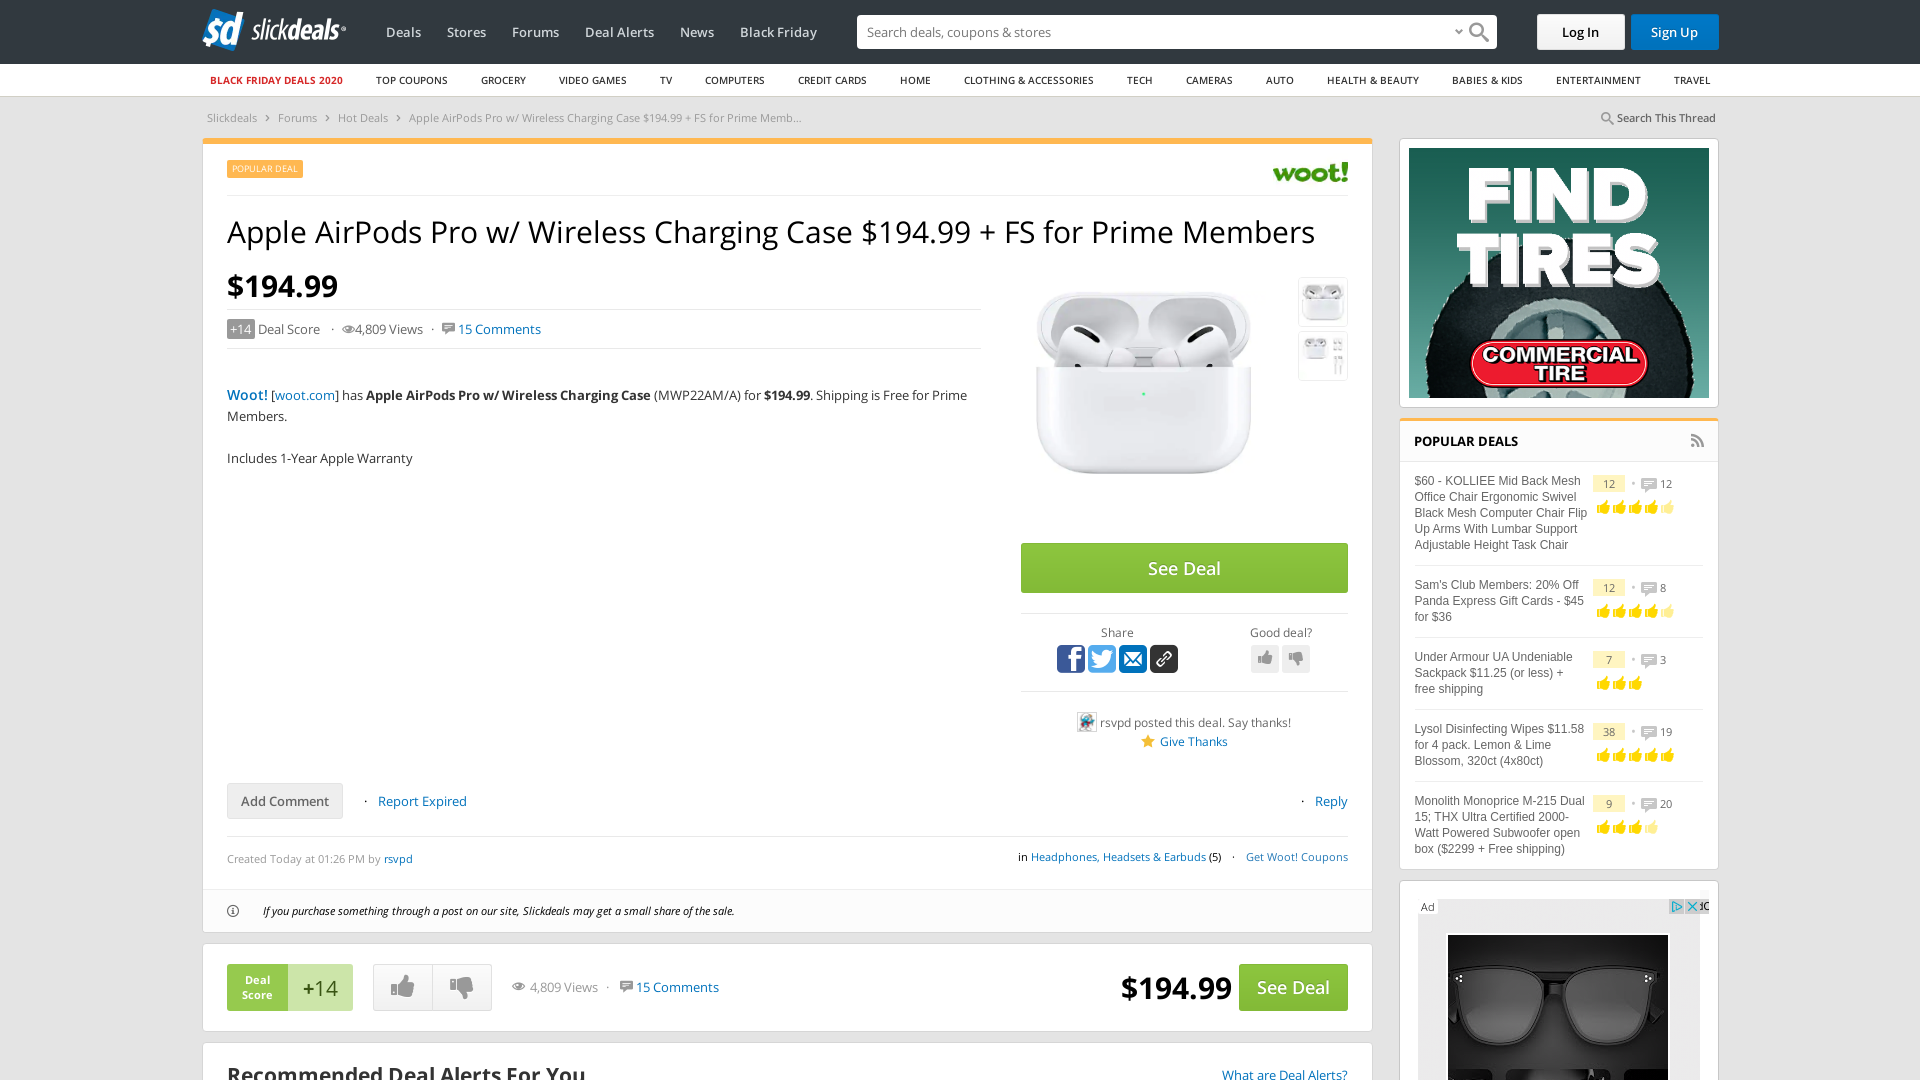 slickdeals
Deals
Stores
Forums
Deal Alerts
News
Black Friday
Search deals, coupons & stores
Log In
Sign Up
BLACK FRIDAY DEALS 2020
TOP COUPONS
GROCERY
VIDEO GAMES
TV
COMPUTERS
CREDIT CARDS
HOME
CLOTHING & ACCESSORIES
TECH
CAMERAS
AUTO
HEALTH & BEAUTY
BABIES & KIDS
ENTERTAINMENT
TRAVEL
Slickdeals › Forums › Hot Deals › Apple AirPods Pro w/ Wireless Charging Case $194.99 + FS for Prime Memb...
Search This Thread
POPULAR DEAL
woot!
Apple AirPods Pro w/ Wireless Charging Case $194.99 + FS for Prime Members
$194.99
+14 Deal Score · 4,809 Views · 15 Comments
Woot! [woot.com] has Apple AirPods Pro w/ Wireless Charging Case (MWP22AM/A) for $194.99. Shipping is Free for Prime
Members.
Includes 1-Year Apple Warranty
See Deal
Share
Good deal?
rsvpd posted this deal. Say thanks!
Give Thanks
Add Comment
· Report Expired
· Reply
Created Today at 01:26 PM by rsvpd
in Headphones, Headsets & Earbuds (5) · Get Woot! Coupons
If you purchase something through a post on our site, Slickdeals may get a small share of the sale.
Deal
Score
+14
4,809 Views · 15 Comments
$194.99
See Deal
Recommended Deal Alerts For You
What are Deal Alerts?
FIND
TIRES
COMMERCIAL
TIRE
POPULAR DEALS
$60 - KOLLIEE Mid Back Mesh
Office Chair Ergonomic Swivel
Black Mesh Computer Chair Flip
Up Arms With Lumbar Support
Adjustable Height Task Chair
12 • 12
Sam's Club Members: 20% Off
Panda Express Gift Cards - $45
for $36
12 • 8
Under Armour UA Undeniable
Sackpack $11.25 (or less) +
free shipping
7 • 3
Lysol Disinfecting Wipes $11.58
for 4 pack. Lemon & Lime
Blossom, 320ct (4x80ct)
38 • 19
Monolith Monoprice M-215 Dual
15; THX Ultra Certified 2000-
Watt Powered Subwoofer open
box ($2299 + Free shipping)
9 • 20
Ad